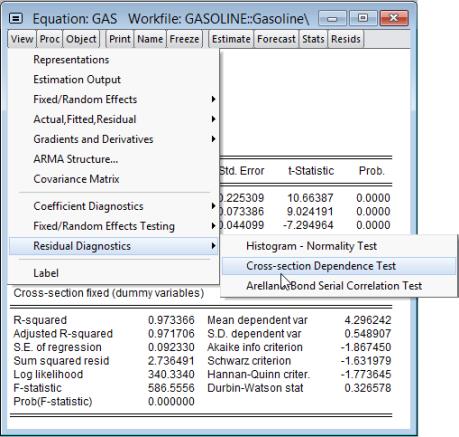 Equation: GAS Workfile: GASOLINE::Gasoline\
View Proc Object Print Name Freeze Estimate Forecast Stats Resids
Representations
Estimation Output
Fixed/Random Effects
Actual,Fitted,Residual
Gradients and Derivatives
ARMA Structure...
Covariance Matrix
Coefficient Diagnostics
Fixed/Random Effects Testing
Residual Diagnostics
Label
Histogram - Normality Test
Cross-section Dependence Test
Arellano-Bond Serial Correlation Test
Std. Error t-Statistic Prob.
0.225309 10.66387 0.0000
0.073386 9.024191 0.0000
0.044099 -7.294964 0.0000
Cross-section fixed (dummy variables)
R-squared 0.973366 Mean dependent var 4.296242
Adjusted R-squared 0.971706 S.D. dependent var 0.548907
S.E. of regression 0.092330 Akaike info criterion -1.867450
Sum squared resid 2.736491 Schwarz criterion -1.631979
Log likelihood 340.3340 Hannan-Quinn criter. -1.773645
F-statistic 586.5556 Durbin-Watson stat 0.326578
Prob(F-statistic) 0.000000